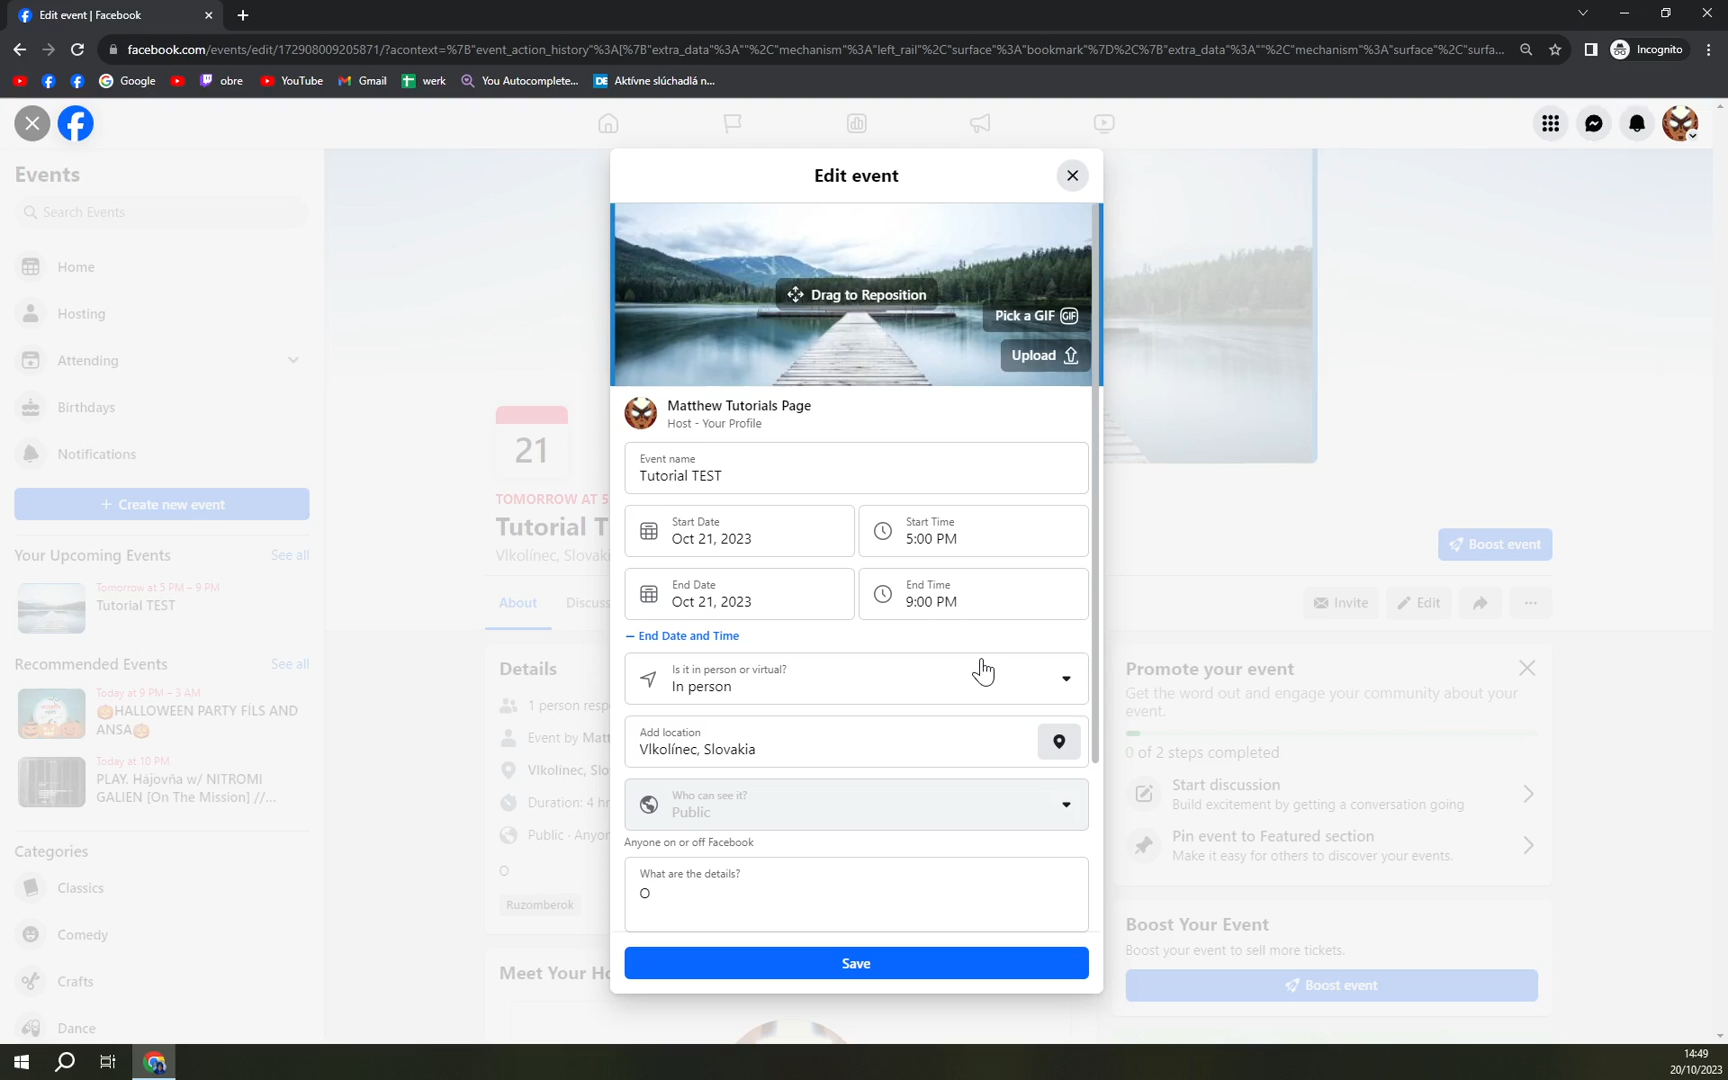 Edit event | Facebook
facebook.com/events/edit/172908009205871/?acontext=%7B"event_action_history"%3A[%7B"extra_data"%3A""%2C"mechanism"%3A"left_rail"%2C"surface"%3A"bookmark"%7D%2C%7B"extra_data"%3A""%2C"mechanism"%3A"surface"%2C"surfa...
Incognito
Google
obre
YouTube
Gmail
werk
You Autocomplete...
Aktívne slúchadlá n...
Events
Search Events
Home
Hosting
Attending
Birthdays
Notifications
+ Create new event
Your Upcoming Events
See all
Tomorrow at 5 PM – 9 PM
Tutorial TEST
Recommended Events
See all
Today at 9 PM – 3 AM
🎃HALLOWEEN PARTY FİLS AND
ANSA🎃
Today at 10 PM
PLAY. Hájovňa w/ NITROMI
GALIEN [On The Mission] //...
Categories
Classics
Comedy
Crafts
Dance
21
TOMORROW AT 5
Tutorial T
Vlkolínec, Slovaki
About
Discuss
Details
1 person resp
Event by Matt
Vlkolínec, Slo
Duration: 4 hr
Public · Anyon
O
Ruzomberok
Meet Your Ho
Edit event
Drag to Reposition
Pick a GIF
GIF
Upload
Matthew Tutorials Page
Host - Your Profile
Event name
Tutorial TEST
Start Date
Oct 21, 2023
Start Time
5:00 PM
End Date
Oct 21, 2023
End Time
9:00 PM
– End Date and Time
Is it in person or virtual?
In person
Add location
Vlkolínec, Slovakia
Who can see it?
Public
Anyone on or off Facebook
What are the details?
O
Save
Boost event
Invite
Edit
Promote your event
Get the word out and engage your community about your
event.
0 of 2 steps completed
Start discussion
Build excitement by getting a conversation going
Pin event to Featured section
Make it easy for others to discover your events.
Boost Your Event
Boost your event to sell more tickets.
Boost event
14:49
20/10/2023